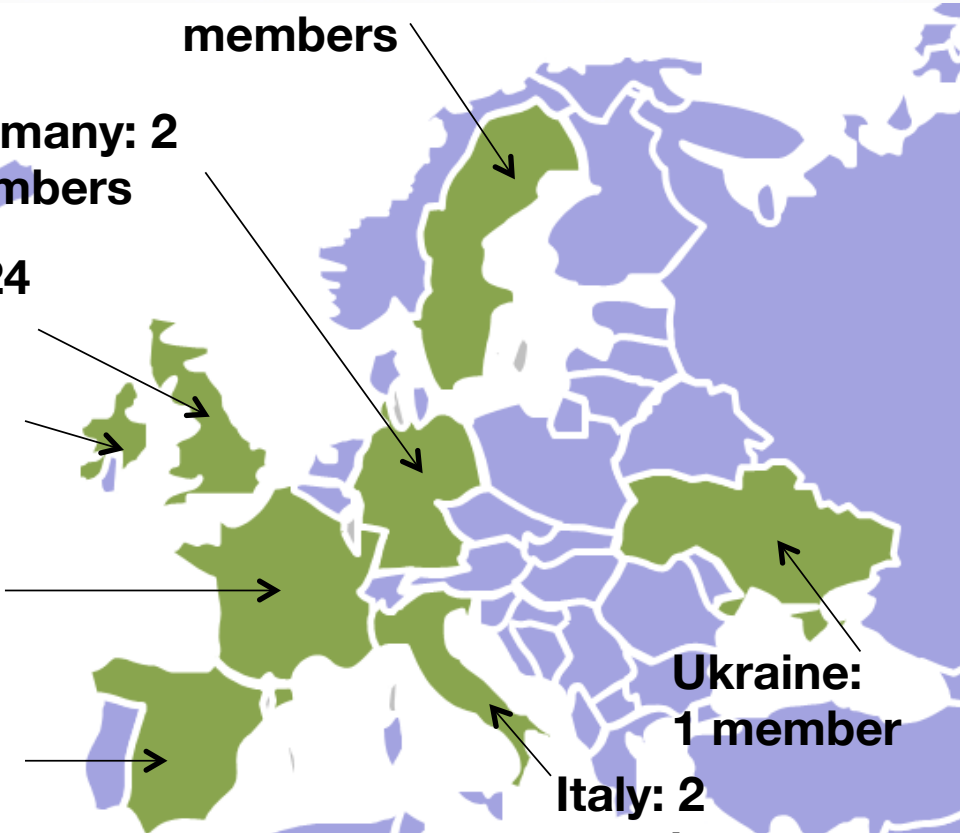 members
many: 2
mbers
24
Ukraine:
1 member
Italy: 2